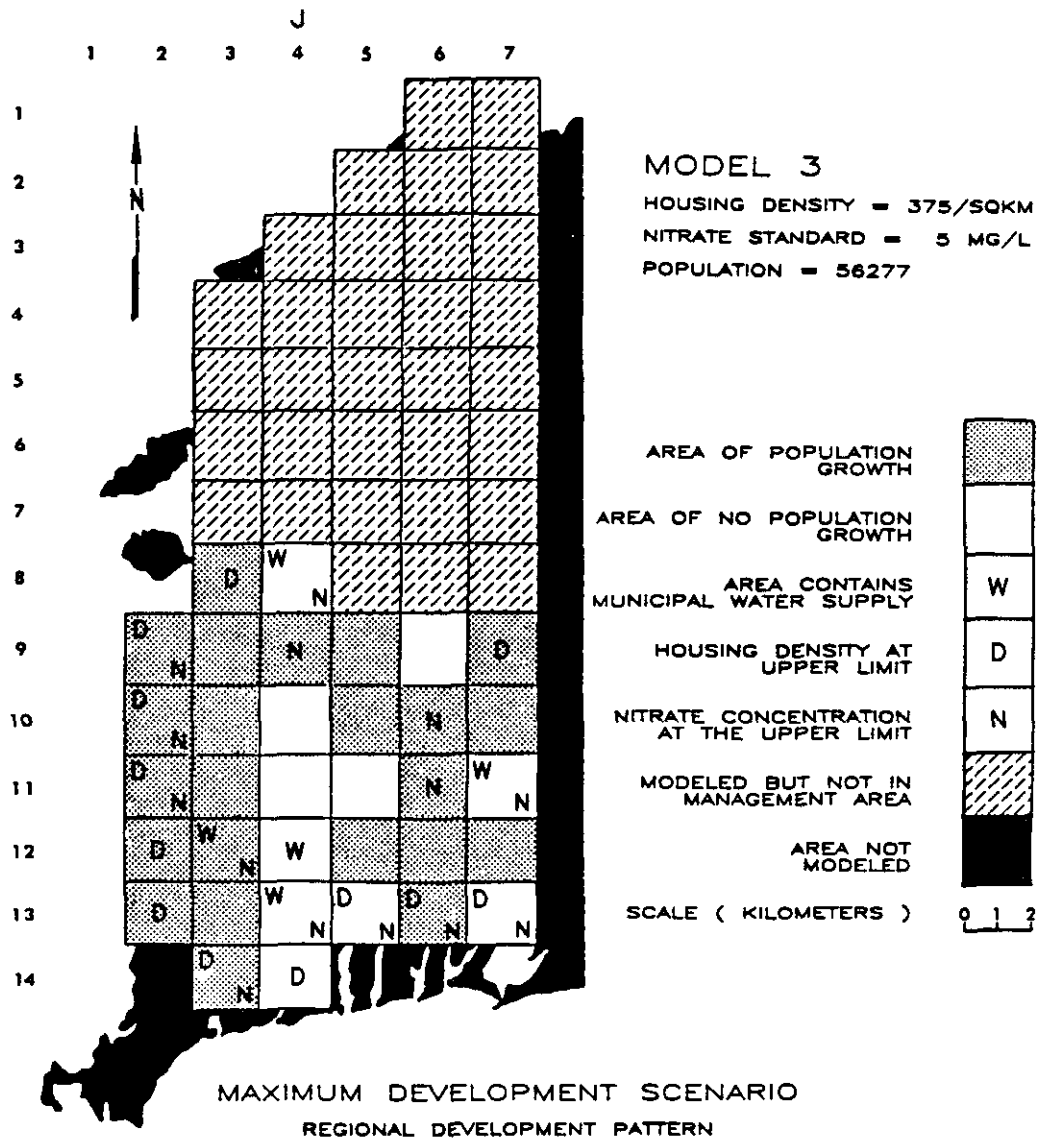 J
1 2 3 4 5 6 7
1
2
3
4
5
6
7
8
9
10
11
12
13
14
N
MODEL 3
HOUSING DENSITY = 375/SQKM
NITRATE STANDARD = 5 MG/L
POPULATION = 56277
D W N
D N N D
D N N
D N N W N
D W N W
D W N D N D N D N
D N D
AREA OF POPULATION
GROWTH
AREA OF NO POPULATION
GROWTH
AREA CONTAINS
MUNICIPAL WATER SUPPLY
W
HOUSING DENSITY AT
UPPER LIMIT
D
NITRATE CONCENTRATION
AT THE UPPER LIMIT
N
MODELED BUT NOT IN
MANAGEMENT AREA
AREA NOT
MODELED
SCALE ( KILOMETERS )
0 1 2
MAXIMUM DEVELOPMENT SCENARIO
REGIONAL DEVELOPMENT PATTERN